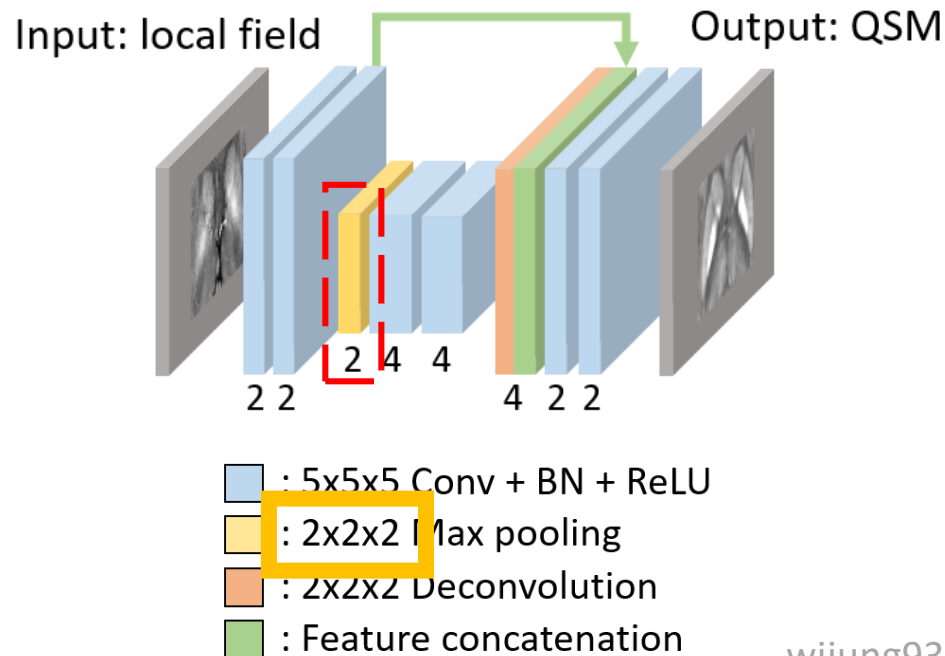 Input: local field
Output: QSM
2 2
2 4 4
4 2 2
: 5x5x5 Conv + BN + ReLU
: 2x2x2 Max pooling
: 2x2x2 Deconvolution
: Feature concatenation